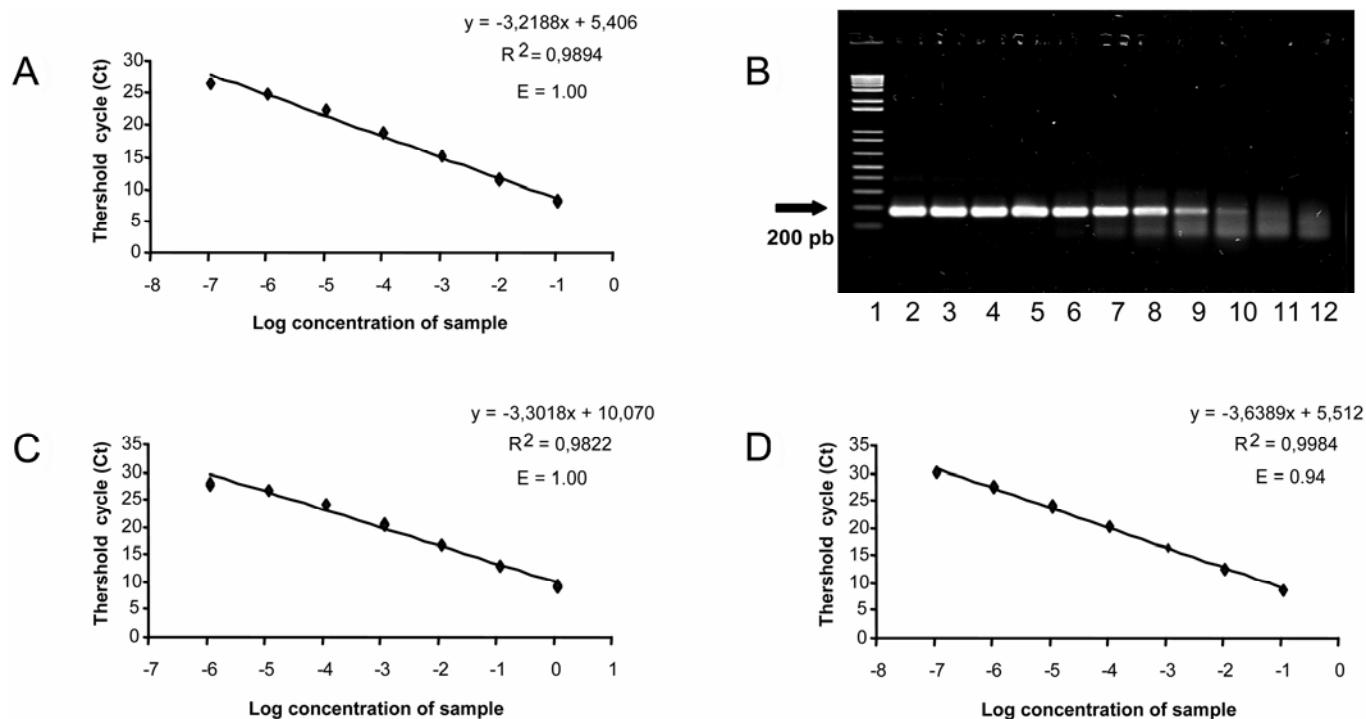 A
y = -3,2188x + 5,406
R2 = 0,9894
E = 1.00
Thershold cycle (Ct)
30
25
20
15
10
5
0
-8 -7 -6 -5 -4 -3 -2 -1 0
Log concentration of sample
B
200 pb
1 2 3 4 5 6 7 8 9 10 11 12
C
y = -3,3018x + 10,070
R2 = 0,9822
E = 1.00
Thershold cycle (Ct)
35
30
25
20
15
10
5
0
-7 -6 -5 -4 -3 -2 -1 0 1
Log concentration of sample
D
y = -3,6389x + 5,512
R2 = 0,9984
E = 0.94
Thershold cycle (Ct)
35
30
25
20
15
10
5
0
-8 -7 -6 -5 -4 -3 -2 -1 0
Log concentration of sample